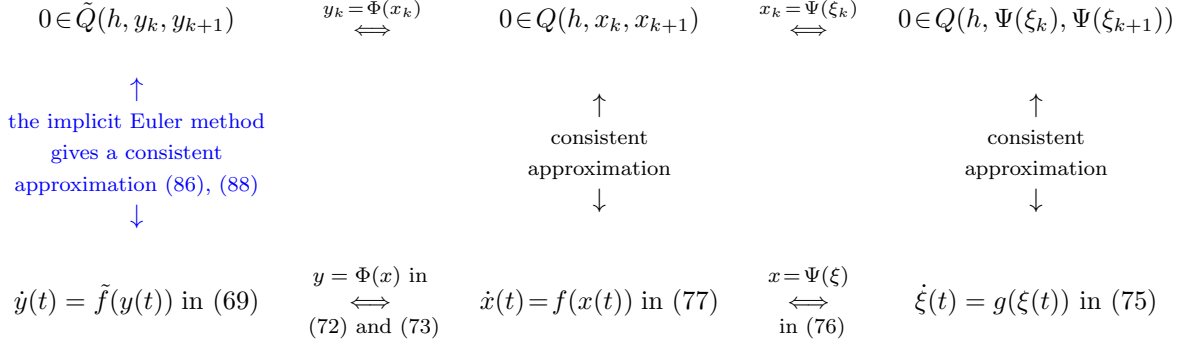 0∈Q̃(h, y_k, y_{k+1}) ⇔ y_k=Φ(x_k) 0∈Q(h, x_k, x_{k+1}) ⇔ x_k=Ψ(ξ_k) 0∈Q(h, Ψ(ξ_k), Ψ(ξ_{k+1}))
↑ ↑ ↑
the implicit Euler method
gives a consistent
approximation (86), (88)
↓
consistent
approximation
↓
consistent
approximation
↓
ẏ(t) = f̃(y(t)) in (69)
y = Φ(x) in
⇔
(72) and (73)
ẋ(t)=f(x(t)) in (77)
x=Ψ(ξ)
⇔
in (76)
ξ̇(t) = g(ξ(t)) in (75)